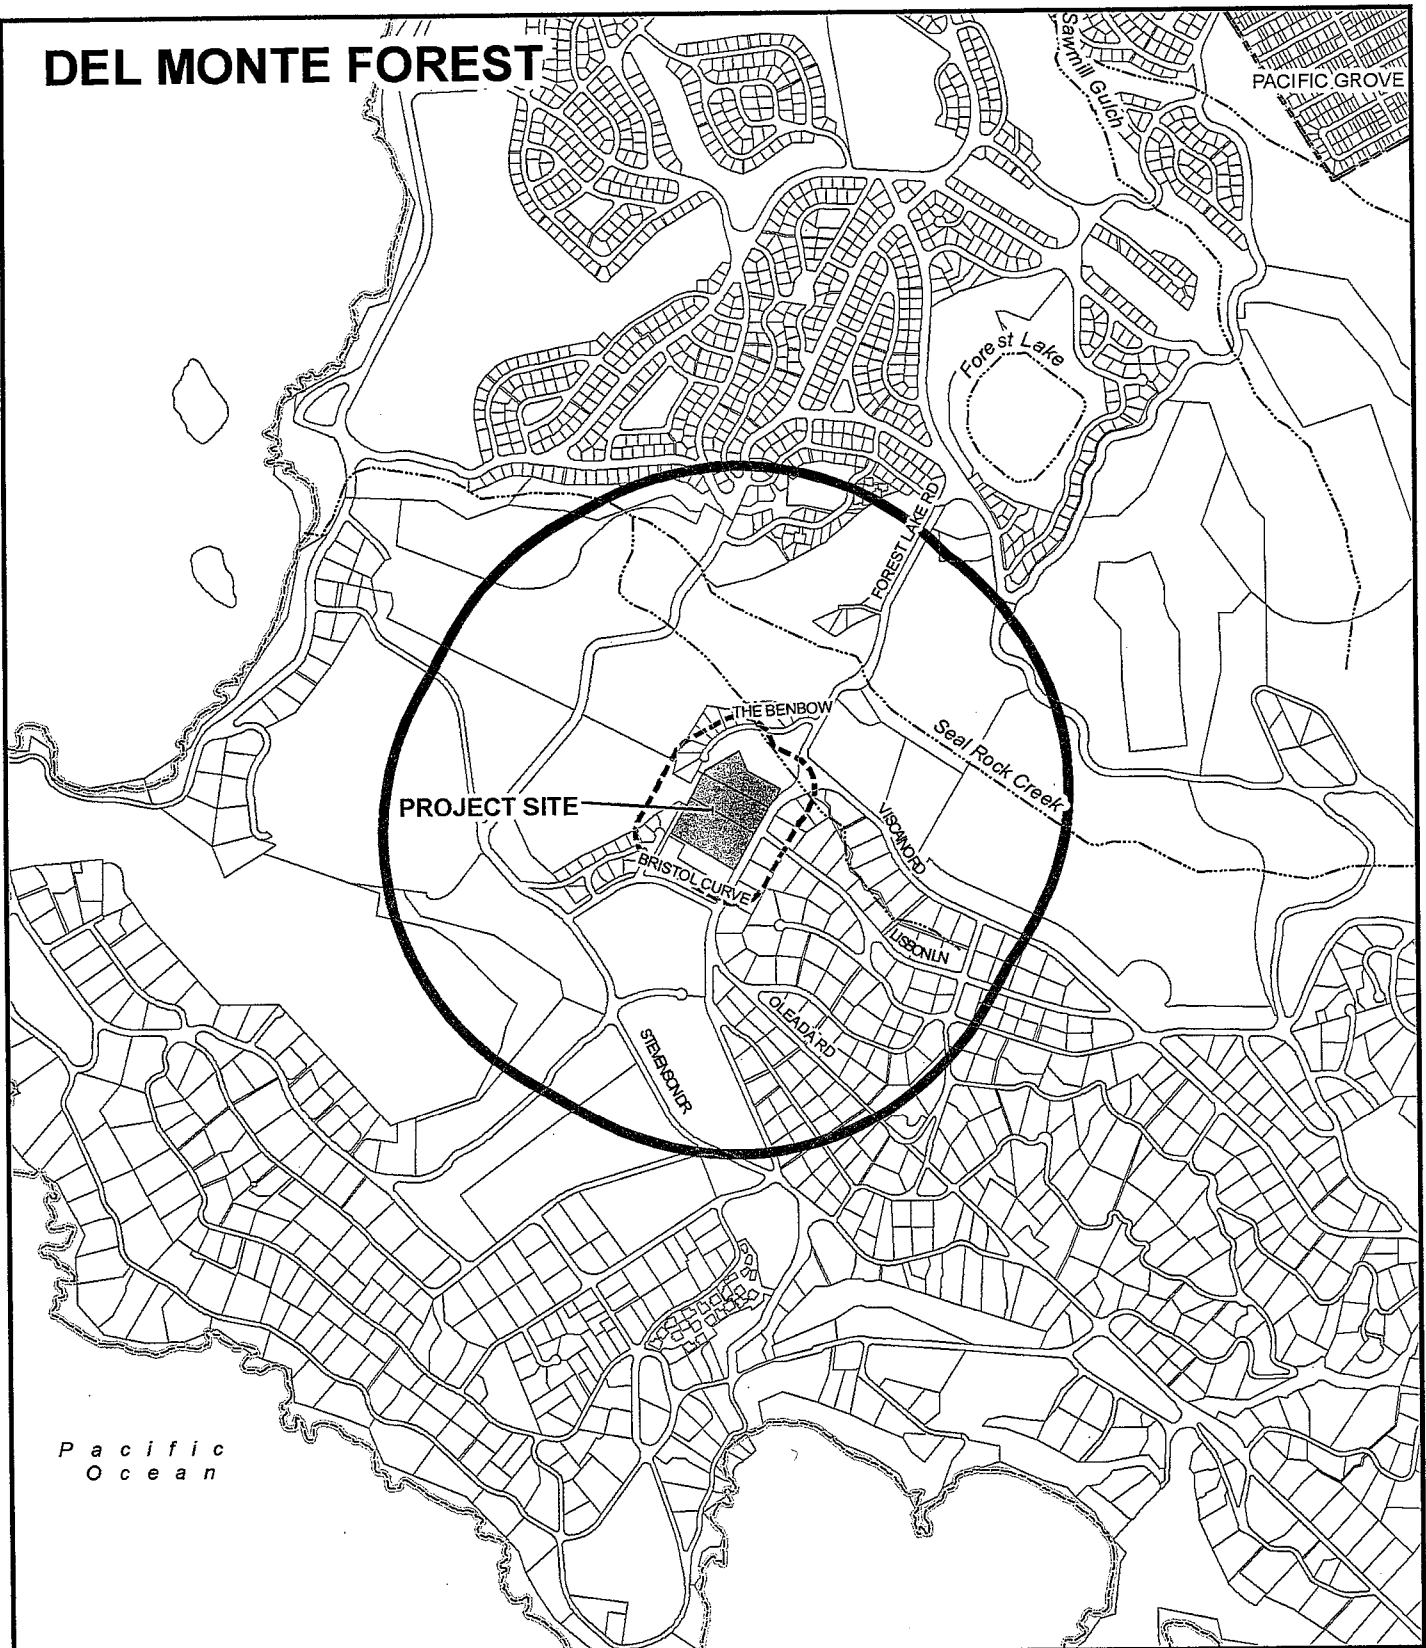 DEL MONTE FOREST
PACIFIC GROVE
Sawmill Gulch
Forest Lake
FOREST LAKE RD
THE BENBOW
Seal Rock Creek
PROJECT SITE
VISCAINO RD
BRISTOL CURVE
LISBON LN
OLEADA RD
STEVENSON DR
Pacific
Ocean